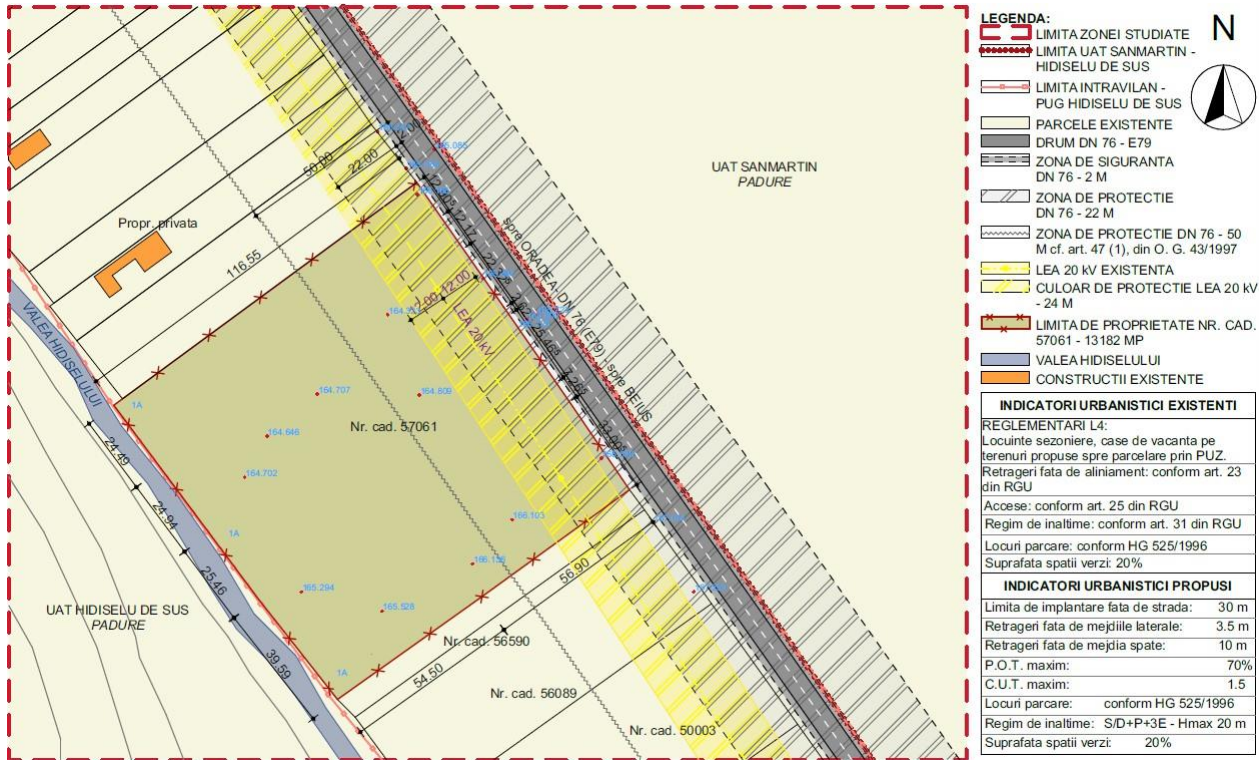 UAT SANMARTIN
PADURE
Propr. privata
116.55
50.00
22.00
12.17
spre ORADEA - DN 76 (E79) - spre BEIUS
12.00
LEA 20 kV
VALEA HIDISELULUI
1A
164.707
164.609
164.646
164.702
Nr. cad. 57061
24.49
24.94
25.46
39.59
1A
166.103
166.136
165.294
165.528
56.90
UAT HIDISELU DE SUS
PADURE
1A
54.50
Nr. cad. 56590
Nr. cad. 56089
Nr. cad. 50003
LEGENDA:
N
LIMITA ZONEI STUDIATE
LIMITA UAT SANMARTIN -
HIDISELU DE SUS
LIMITA INTRAVILAN -
PUG HIDISELU DE SUS
PARCELE EXISTENTE
DRUM DN 76 - E79
ZONA DE SIGURANTA
DN 76 - 2 M
ZONA DE PROTECTIE
DN 76 - 22 M
ZONA DE PROTECTIE DN 76 - 50
M cf. art. 47 (1), din O. G. 43/1997
LEA 20 kV EXISTENTA
CULOAR DE PROTECTIE LEA 20 kV
- 24 M
LIMITA DE PROPRIETATE NR. CAD.
57061 - 13182 MP
VALEA HIDISELULUI
CONSTRUCTII EXISTENTE
INDICATORI URBANISTICI EXISTENTI
REGLEMENTARI L4:
Locuinte sezoniere, case de vacanta pe
terenuri propuse spre parcelare prin PUZ.
Retrageri fata de aliniament: conform art. 23
din RGU
Accese: conform art. 25 din RGU
Regim de inaltime: conform art. 31 din RGU
Locuri parcare: conform HG 525/1996
Suprafata spatii verzi: 20%
INDICATORI URBANISTICI PROPUSI
Limita de implantare fata de strada: 30 m
Retrageri fata de mejdiile laterale: 3.5 m
Retrageri fata de mejdia spate: 10 m
P.O.T. maxim: 70%
C.U.T. maxim: 1.5
Locuri parcare: conform HG 525/1996
Regim de inaltime: S/D+P+3E - Hmax 20 m
Suprafata spatii verzi: 20%